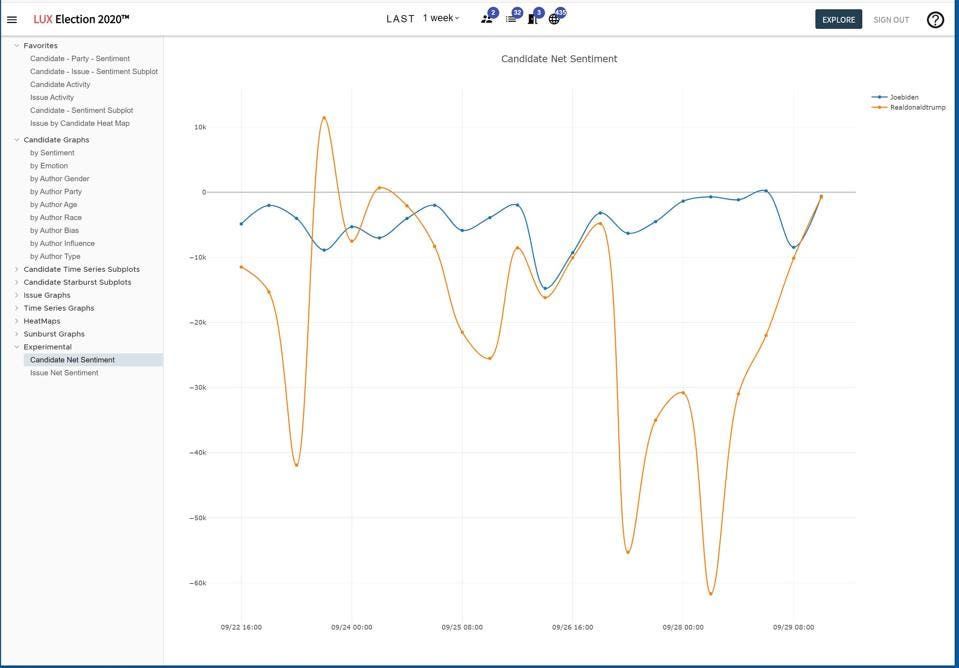 LUX Election 2020™
LAST 1 week
2
32
3
435
EXPLORE
SIGN OUT
?
Favorites
Candidate - Party - Sentiment
Candidate - Issue - Sentiment Subplot
Candidate Activity
Issue Activity
Candidate - Sentiment Subplot
Issue by Candidate Heat Map
Candidate Graphs
by Sentiment
by Emotion
by Author Gender
by Author Party
by Author Age
by Author Race
by Author Bias
by Author Influence
by Author Type
Candidate Time Series Subplots
Candidate Starburst Subplots
Issue Graphs
Time Series Graphs
HeatMaps
Sunburst Graphs
Experimental
Candidate Net Sentiment
Issue Net Sentiment
Candidate Net Sentiment
Joebiden
Realdonaldtrump
10k
0
−10k
−20k
−30k
−40k
−50k
−60k
09/22 16:00
09/24 00:00
09/25 08:00
09/26 16:00
09/28 00:00
09/29 08:00